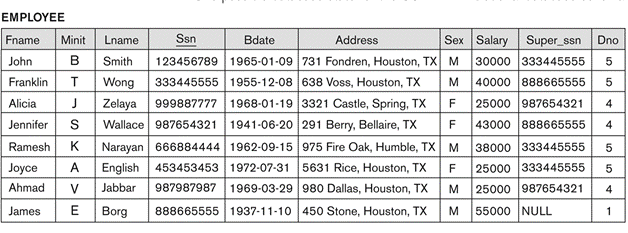 EMPLOYEE
Fname Minit Lname Ssn Bdate Address Sex Salary Super_ssn Dno
John B Smith 123456789 1965-01-09 731 Fondren, Houston, TX M 30000 333445555 5
Franklin T Wong 333445555 1955-12-08 638 Voss, Houston, TX M 40000 888665555 5
Alicia J Zelaya 999887777 1968-01-19 3321 Castle, Spring, TX F 25000 987654321 4
Jennifer S Wallace 987654321 1941-06-20 291 Berry, Bellaire, TX F 43000 888665555 4
Ramesh K Narayan 666884444 1962-09-15 975 Fire Oak, Humble, TX M 38000 333445555 5
Joyce A English 453453453 1972-07-31 5631 Rice, Houston, TX F 25000 333445555 5
Ahmad V Jabbar 987987987 1969-03-29 980 Dallas, Houston, TX M 25000 987654321 4
James E Borg 888665555 1937-11-10 450 Stone, Houston, TX M 55000 NULL 1